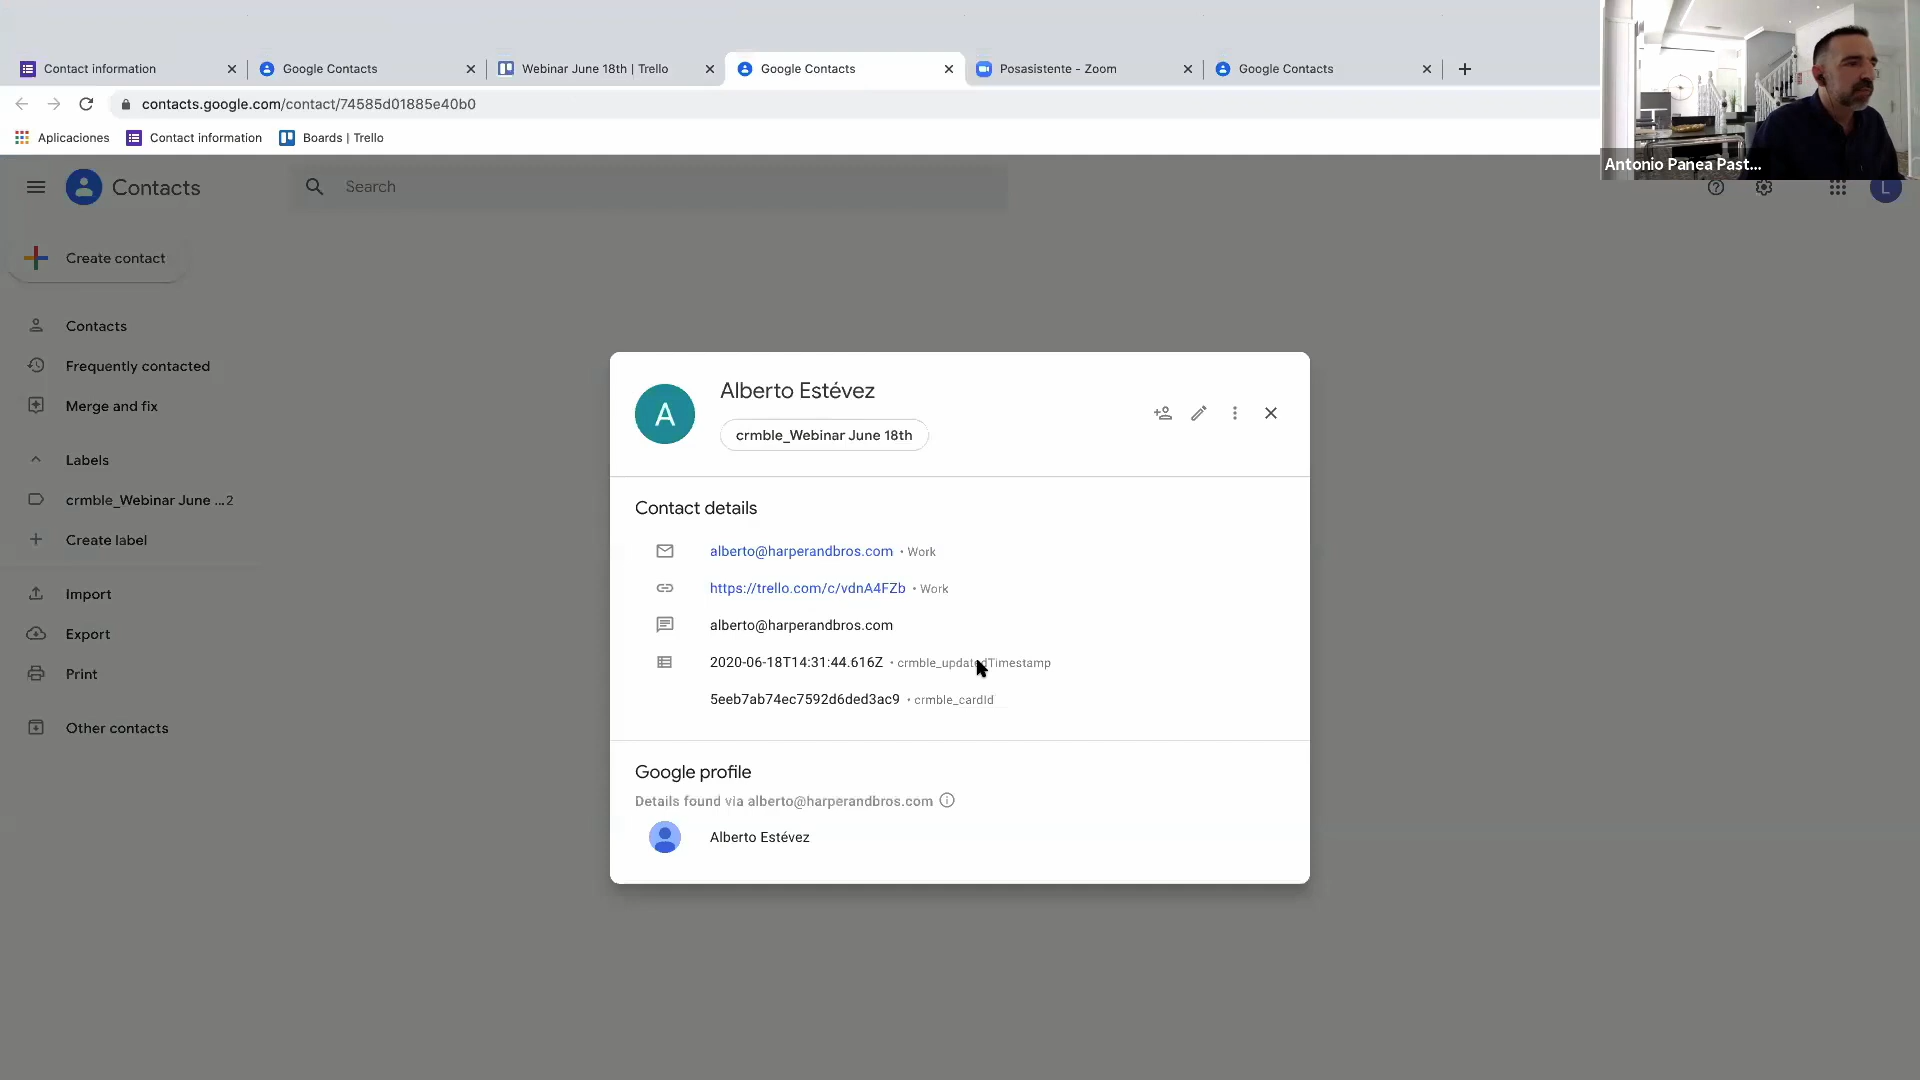 Contact information
Google Contacts
Webinar June 18th | Trello
Google Contacts
Posasistente - Zoom
Google Contacts
contacts.google.com/contact/74585d01885e40b0
Aplicaciones
Contact information
Boards | Trello
Antonio Panea Past...
Contacts
Search
L
Create contact
Contacts
Frequently contacted
Merge and fix
Labels
crmble_Webinar June ... 2
Create label
Import
Export
Print
Other contacts
A
Alberto Estévez
crmble_Webinar June 18th
Contact details
alberto@harperandbros.com • Work
https://trello.com/c/vdnA4FZb • Work
alberto@harperandbros.com
2020-06-18T14:31:44.616Z • crmble_updatedTimestamp
5eeb7ab74ec7592d6ded3ac9 • crmble_cardId
Google profile
Details found via alberto@harperandbros.com
Alberto Estévez